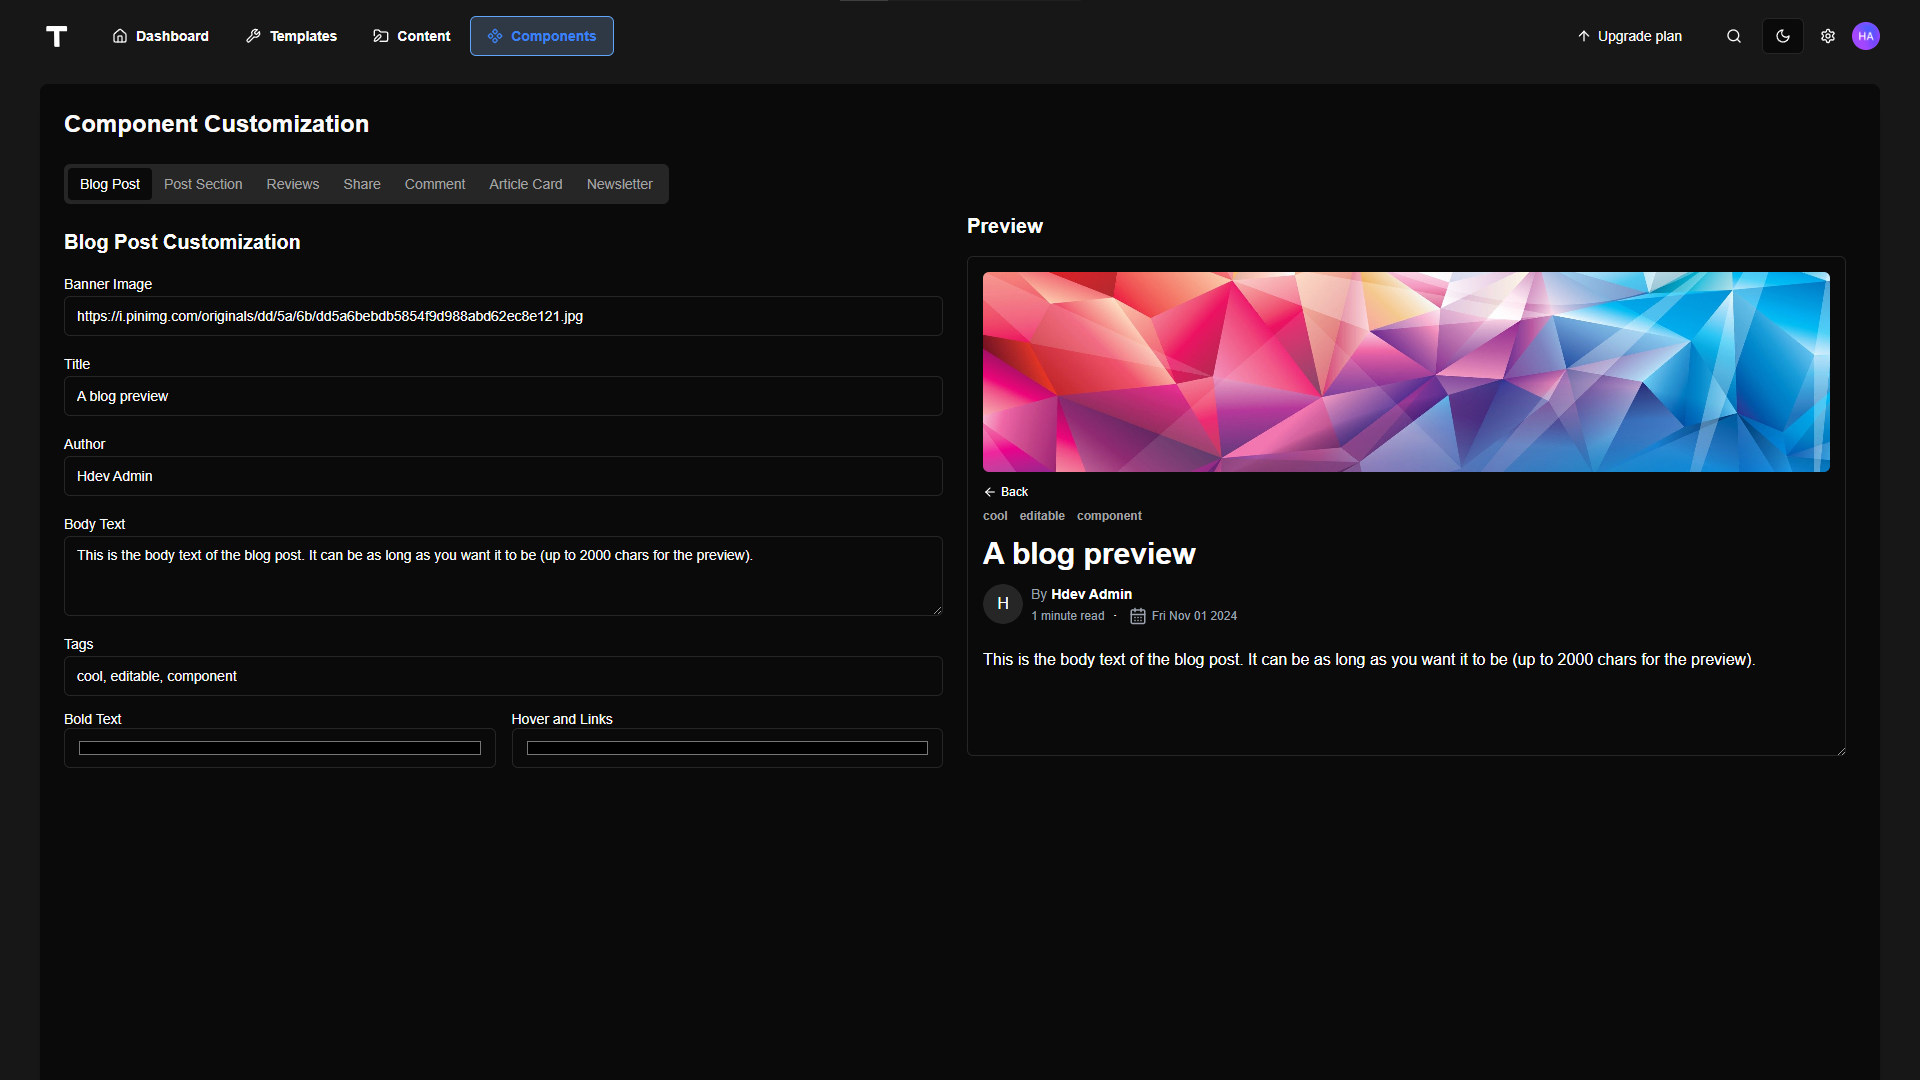 T Dashboard Templates Content Components Upgrade plan HA
Component Customization
Blog Post Post Section Reviews Share Comment Article Card Newsletter
Blog Post Customization
Banner Image
https://i.pinimg.com/originals/dd/5a/6b/dd5a6bebdb5854f9d988abd62ec8e121.jpg
Title
A blog preview
Author
Hdev Admin
Body Text
This is the body text of the blog post. It can be as long as you want it to be (up to 2000 chars for the preview).
Tags
cool, editable, component
Bold Text Hover and Links
Preview
Back
cool editable component
A blog preview
H
By Hdev Admin
1 minute read · Fri Nov 01 2024
This is the body text of the blog post. It can be as long as you want it to be (up to 2000 chars for the preview).